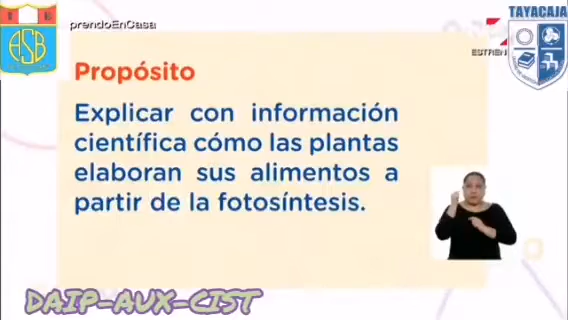 prendoEnCasa
TAYACAJA
ASB
ESTREN
Propósito
Explicar con información
científica cómo las plantas
elaboran sus alimentos a
partir de la fotosíntesis.
DAIP-AUX-CIST